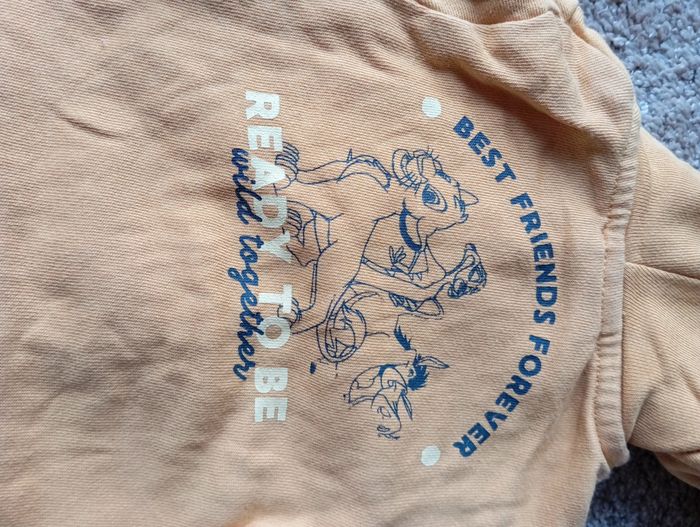 BEST FRIENDS FOREVER
READY TO BE
wild together